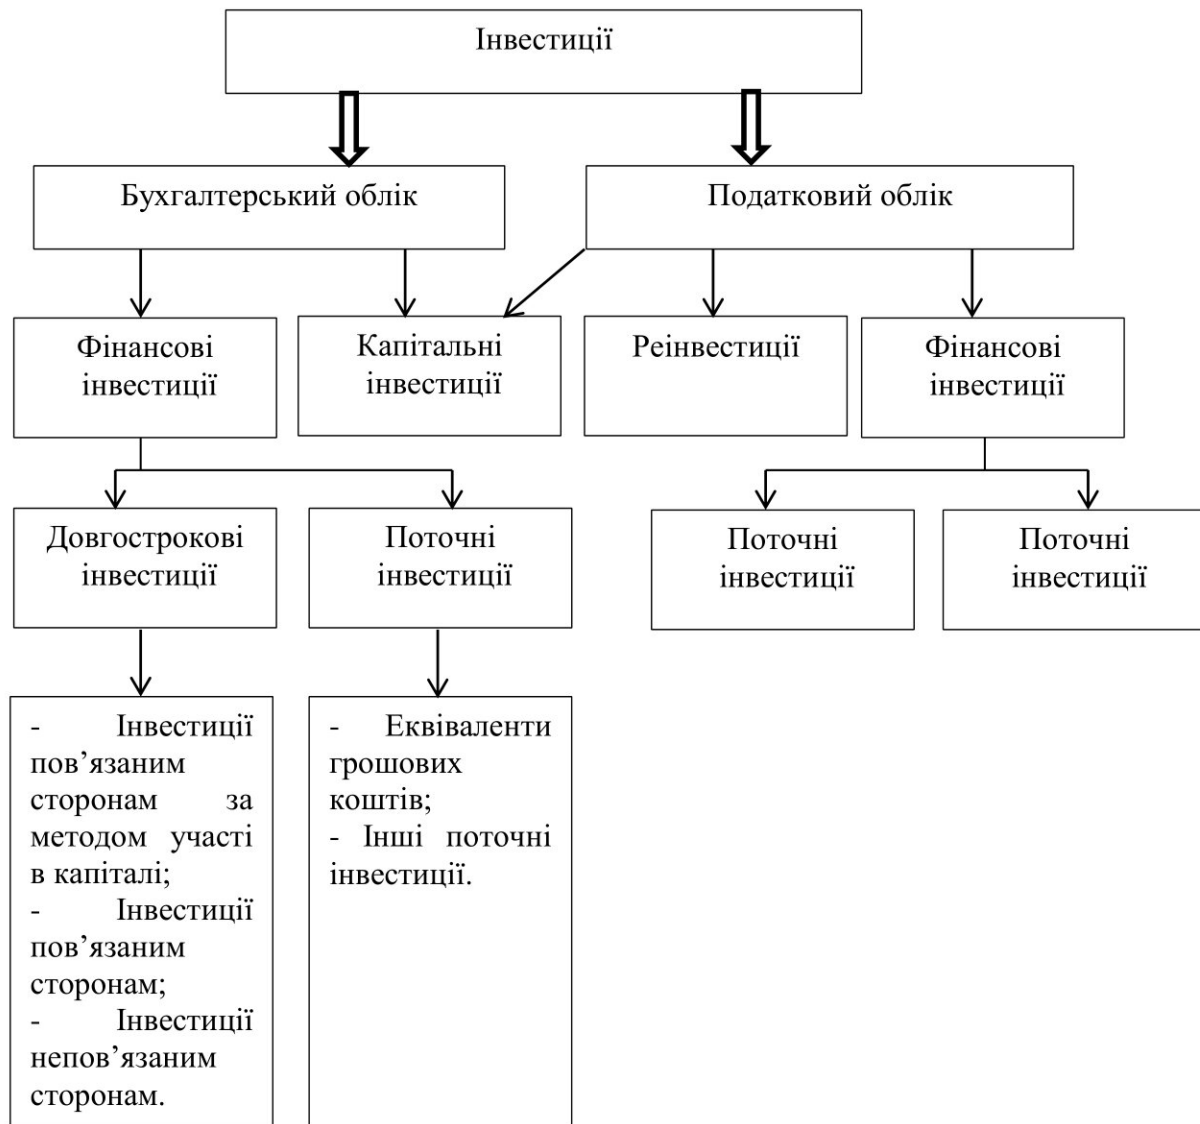 Інвестиції
Бухгалтерський облік
Податковий облік
Фінансові
інвестиції
Капітальні
інвестиції
Реінвестиції
Фінансові
інвестиції
Довгострокові
інвестиції
Поточні
інвестиції
Поточні
інвестиції
Поточні
інвестиції
- Інвестиції
пов’язаним
сторонам за
методом участі
в капіталі;
- Інвестиції
пов’язаним
сторонам;
- Інвестиції
непов’язаним
сторонам.
- Еквіваленти
грошових
коштів;
- Інші поточні
інвестиції.